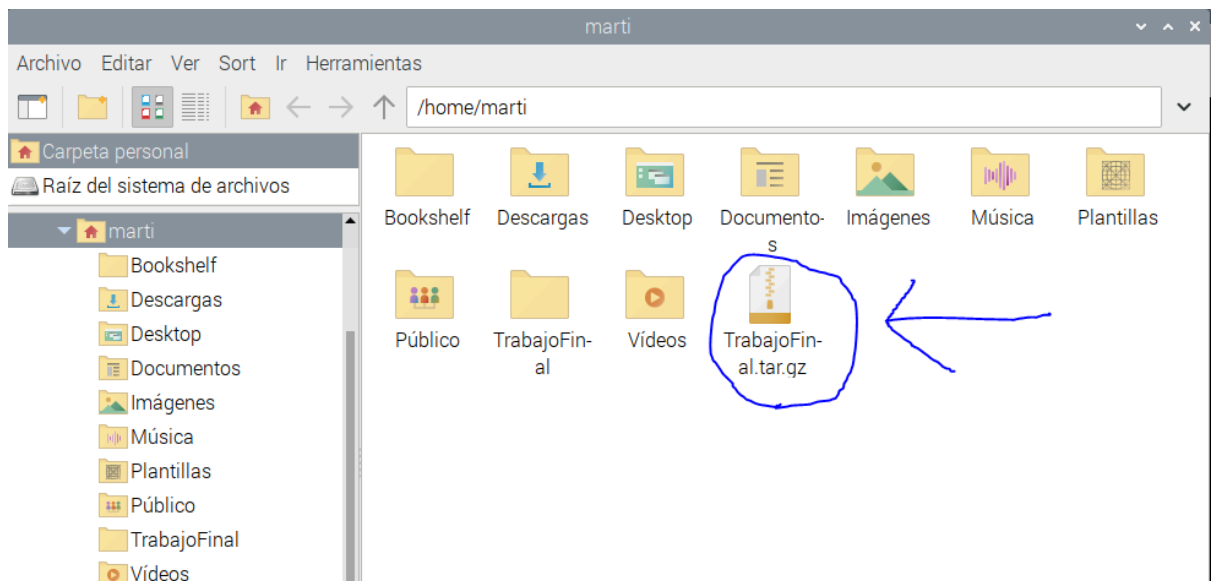 marti
Archivo Editar Ver Sort Ir Herramientas
/home/marti
Carpeta personal
Raíz del sistema de archivos
marti
Bookshelf
Descargas
Desktop
Documentos
Imágenes
Música
Plantillas
Público
TrabajoFinal
Vídeos
Bookshelf Descargas Desktop Documento- Imágenes Música Plantillas
s
Público TrabajoFin- Vídeos TrabajoFin-
al al.tar.gz